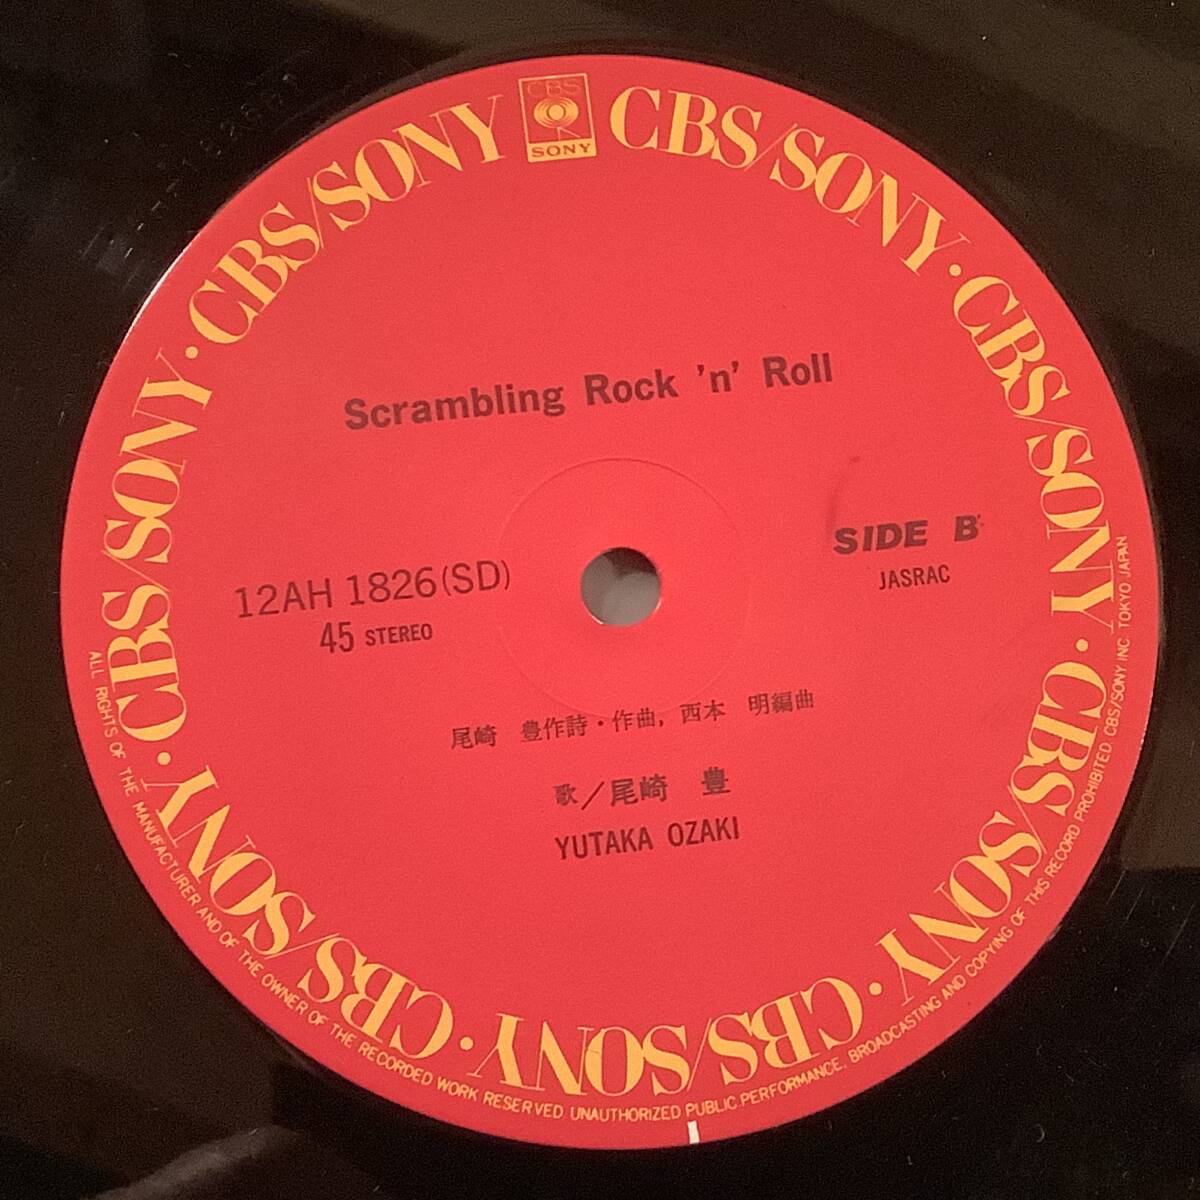 CBS
SONY
CBS/SONY · CBS/SONY · CBS/SONY · CBS/SONY · CBS/SONY · CBS/SONY · CBS/SONY · CBS/SONY
Scrambling Rock 'n' Roll
SIDE B
JASRAC
12AH 1826(SD)
45 STEREO
尾崎 豊作詩・作曲, 西本 明編曲
歌／尾崎 豊
YUTAKA OZAKI
ALL RIGHTS OF THE MANUFACTURER AND OF THE OWNER OF THE RECORDED WORK RESERVED. UNAUTHORIZED PUBLIC PERFORMANCE, BROADCASTING AND COPYING OF THIS RECORD PROHIBITED. CBS/SONY INC. TOKYO JAPAN